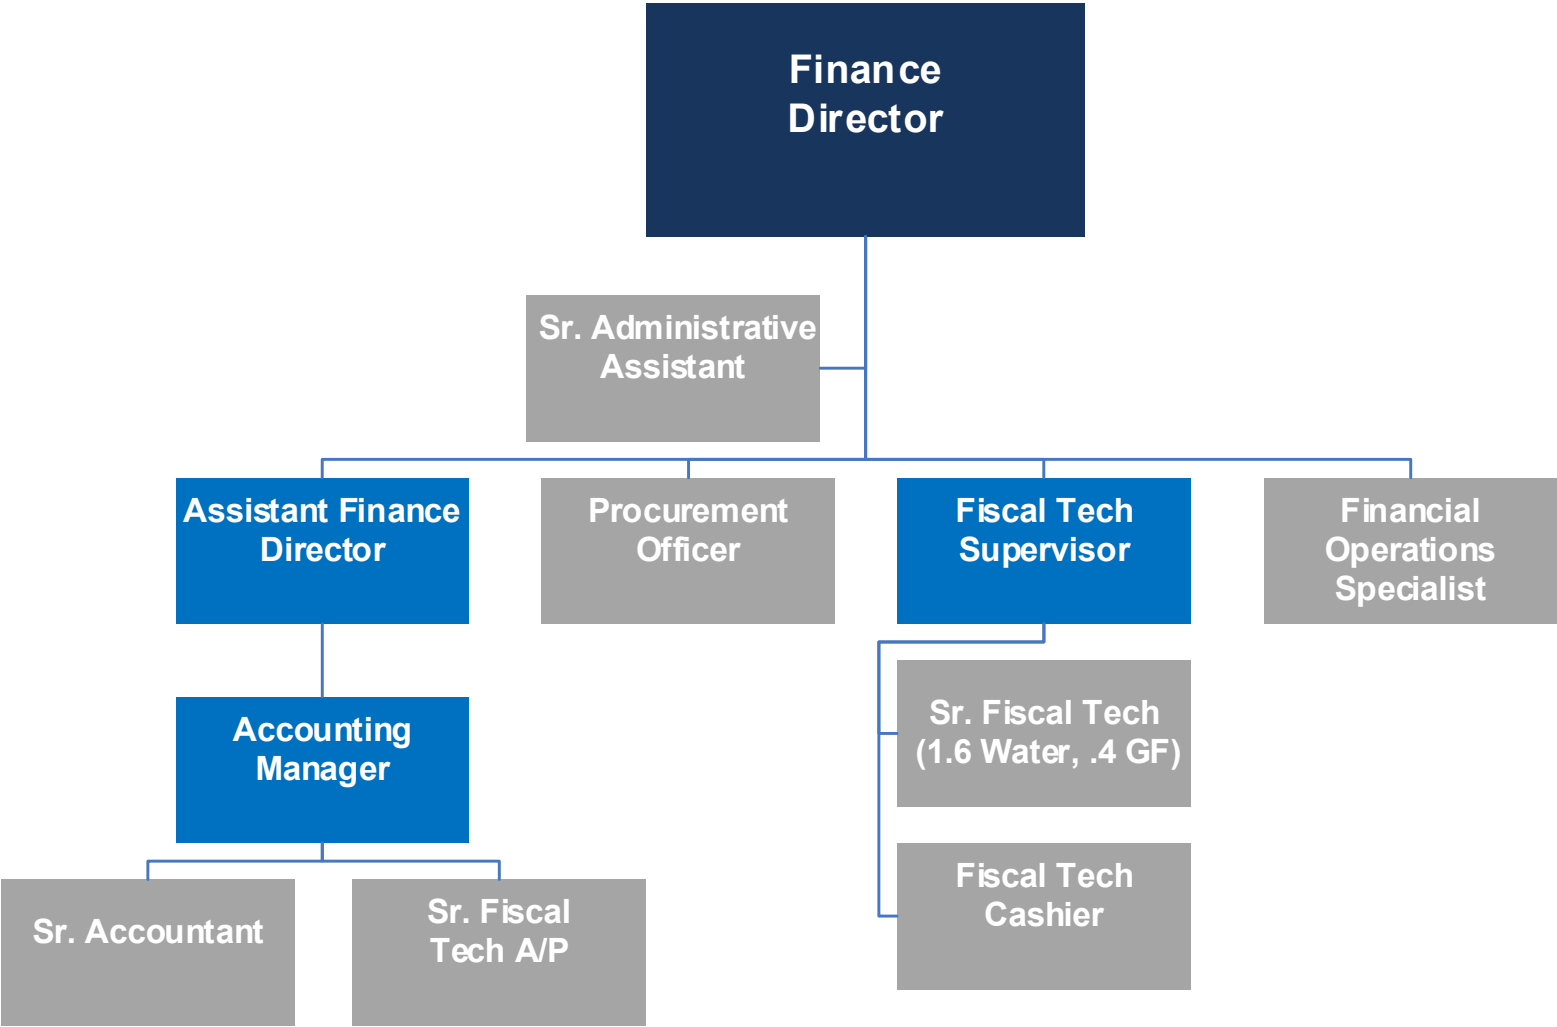 Finance
Director
Sr. Administrative
Assistant
Assistant Finance
Director
Procurement
Officer
Fiscal Tech
Supervisor
Financial
Operations
Specialist
Accounting
Manager
Sr. Fiscal Tech
(1.6 Water, .4 GF)
Fiscal Tech
Cashier
Sr. Accountant
Sr. Fiscal
Tech A/P